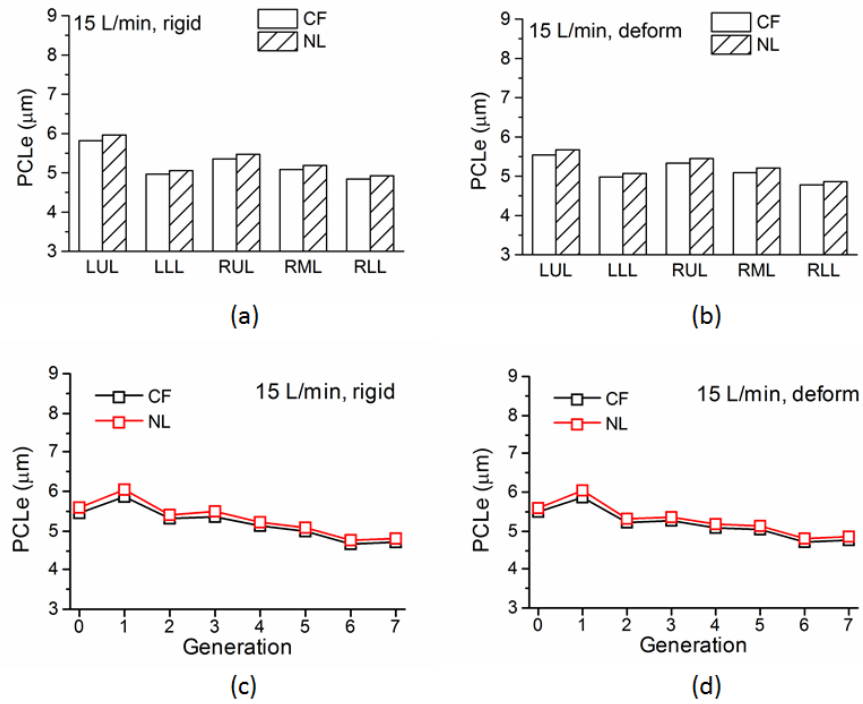 15 L/min, rigid
CF
NL
PCLe (μm)
9
8
7
6
5
4
3
LUL LLL RUL RML RLL
(a)
15 L/min, deform
CF
NL
PCLe (μm)
9
8
7
6
5
4
3
LUL LLL RUL RML RLL
(b)
CF
NL
15 L/min, rigid
PCLe (μm)
9
8
7
6
5
4
3
0 1 2 3 4 5 6 7
Generation
(c)
CF
NL
15 L/min, deform
PCLe (μm)
9
8
7
6
5
4
3
0 1 2 3 4 5 6 7
Generation
(d)